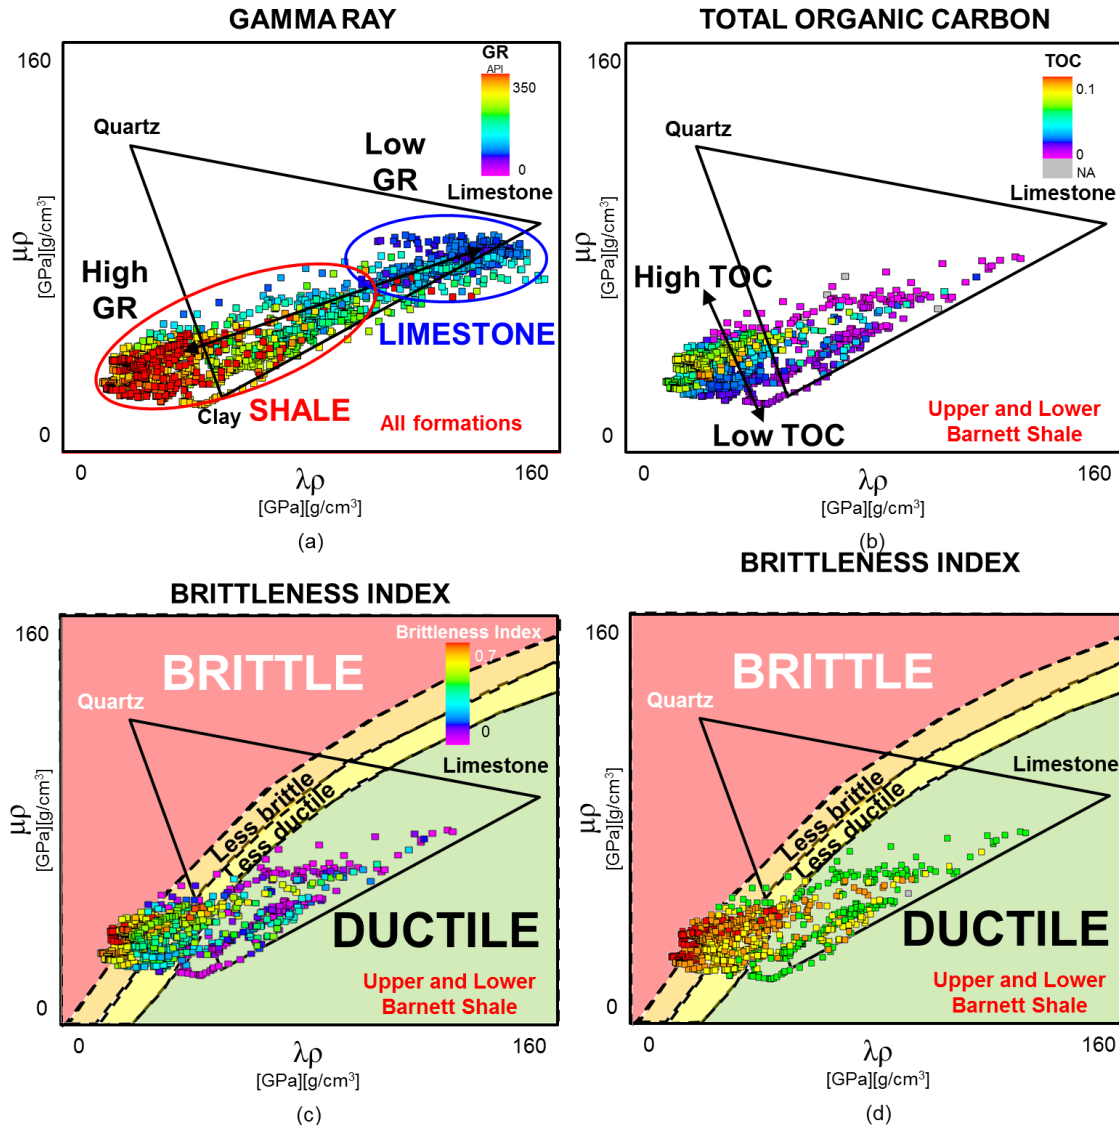 GAMMA RAY
160
GR
API
350
0
Quartz
Low
GR
Limestone
μρ
[GPa][g/cm³]
High
GR
LIMESTONE
Clay
SHALE
All formations
0
0
160
λρ
[GPa][g/cm³]
(a)
TOTAL ORGANIC CARBON
160
TOC
0.1
0
NA
Quartz
Limestone
μρ
[GPa][g/cm³]
High TOC
Low TOC
Upper and Lower
Barnett Shale
0
0
160
λρ
[GPa][g/cm³]
(b)
BRITTLENESS INDEX
160
Brittleness Index
0.7
0
BRITTLE
Quartz
Limestone
Less brittle
Less ductile
μρ
[GPa][g/cm³]
DUCTILE
Upper and Lower
Barnett Shale
0
0
160
λρ
[GPa][g/cm³]
(c)
BRITTLENESS INDEX
160
BRITTLE
Quartz
Limestone
Less brittle
Less ductile
μρ
[GPa][g/cm³]
DUCTILE
Upper and Lower
Barnett Shale
0
0
160
λρ
[GPa][g/cm³]
(d)